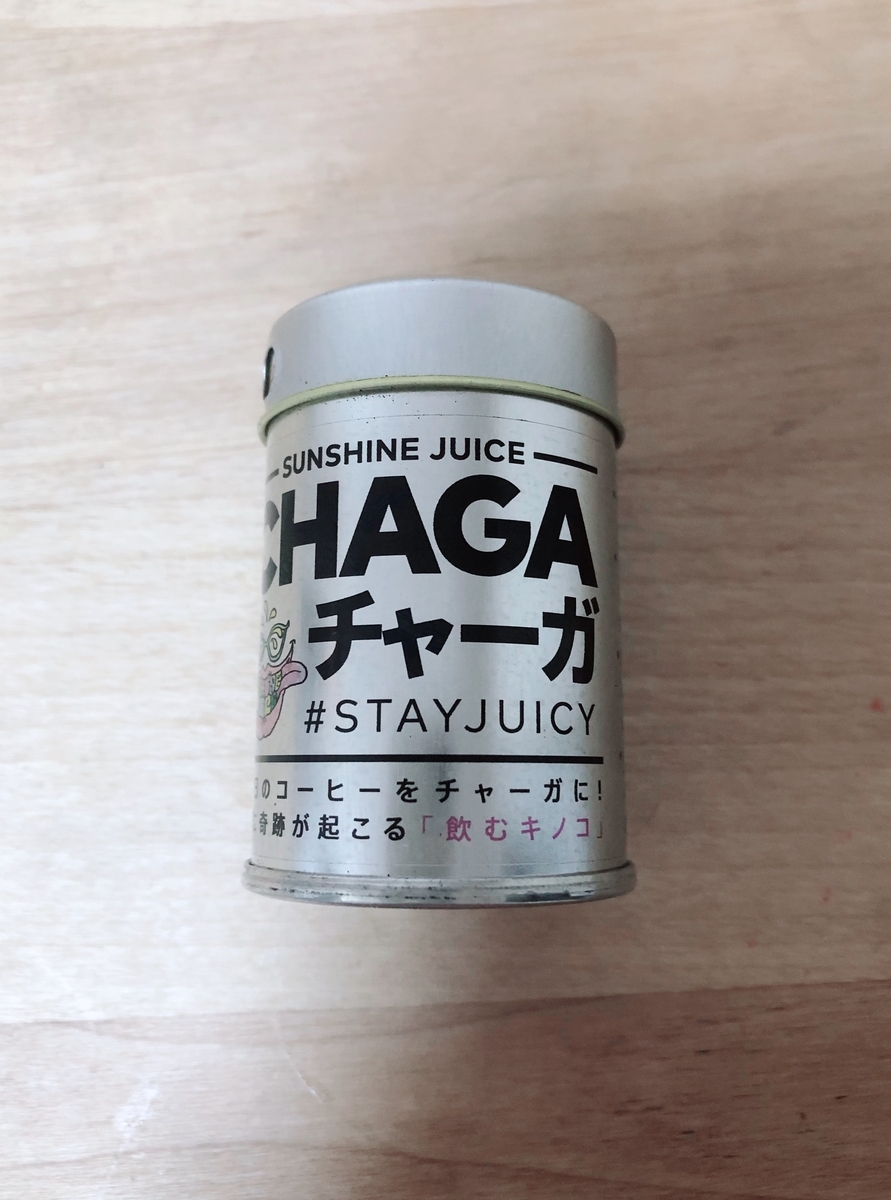 SUNSHINE JUICE
CHAGA
チャーガ
#STAYJUICY
のコーヒーをチャーガに!
奇跡が起こる「飲むキノコ」